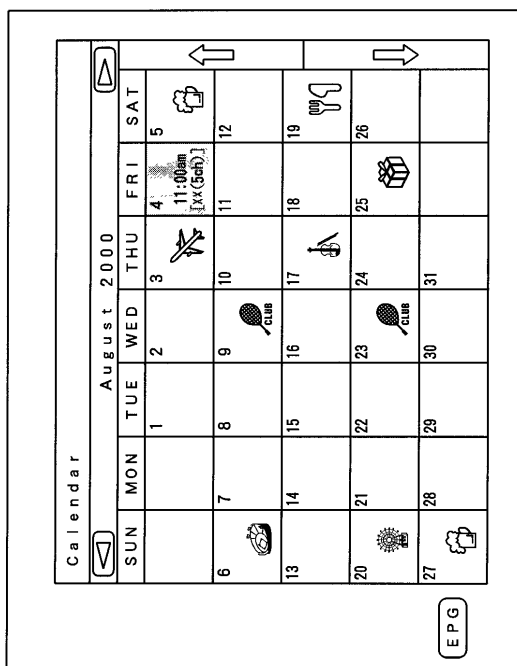 Calendar
August 2000
SUN MON TUE WED THU FRI SAT
1 2 3 4 5
11:00am
[xx(5ch).]
6 7 8 9 10 11 12
CLUB
13 14 15 16 17 18 19
20 21 22 23 24 25 26
CLUB
27 28 29 30 31
EPG